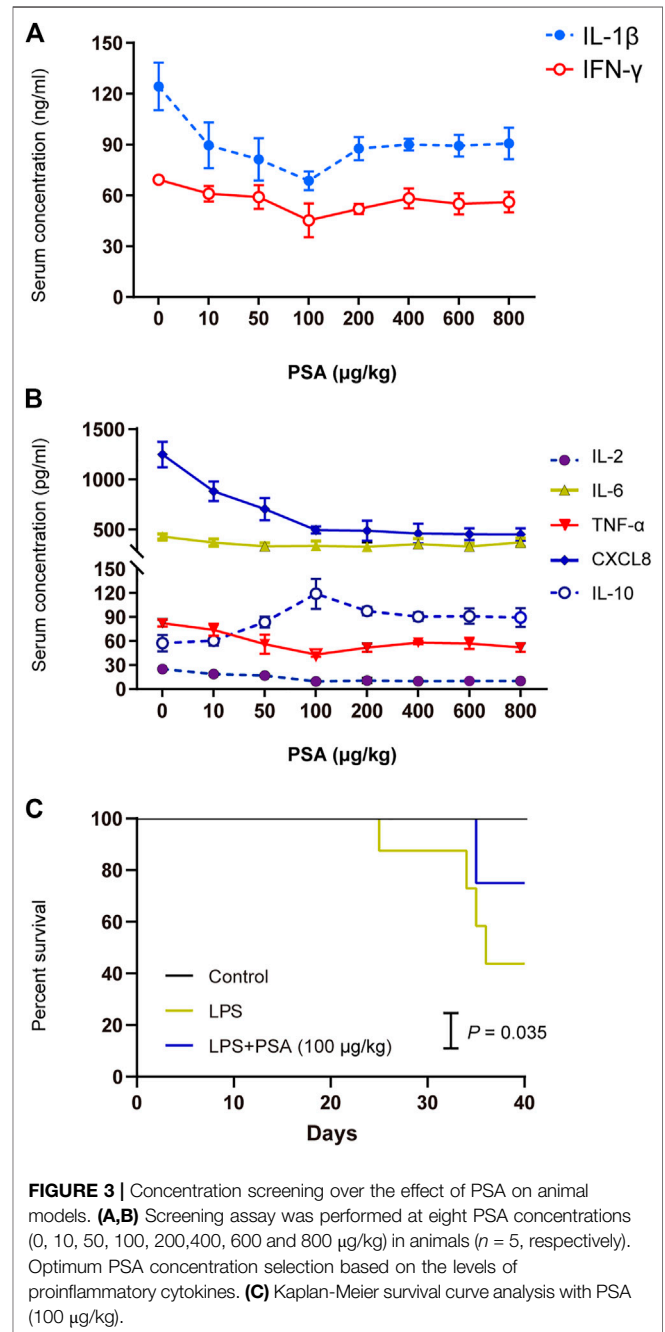 A
150
120
90
60
30
0
Serum concentration (ng/ml)
IL-1β
IFN-γ
0 10 50 100 200 400 600 800
PSA (µg/kg)
B
1500
1000
500
150
120
90
60
30
0
Serum concentration (pg/ml)
IL-2
IL-6
TNF-α
CXCL8
IL-10
0 10 50 100 200 400 600 800
PSA (µg/kg)
C
100
80
60
40
20
0
Percent survival
Control
LPS
LPS+PSA (100 µg/kg)
P = 0.035
0 10 20 30 40
Days
FIGURE 3 | Concentration screening over the effect of PSA on animal
models. (A,B) Screening assay was performed at eight PSA concentrations
(0, 10, 50, 100, 200,400, 600 and 800 µg/kg) in animals (n = 5, respectively).
Optimum PSA concentration selection based on the levels of
proinflammatory cytokines. (C) Kaplan-Meier survival curve analysis with PSA
(100 µg/kg).